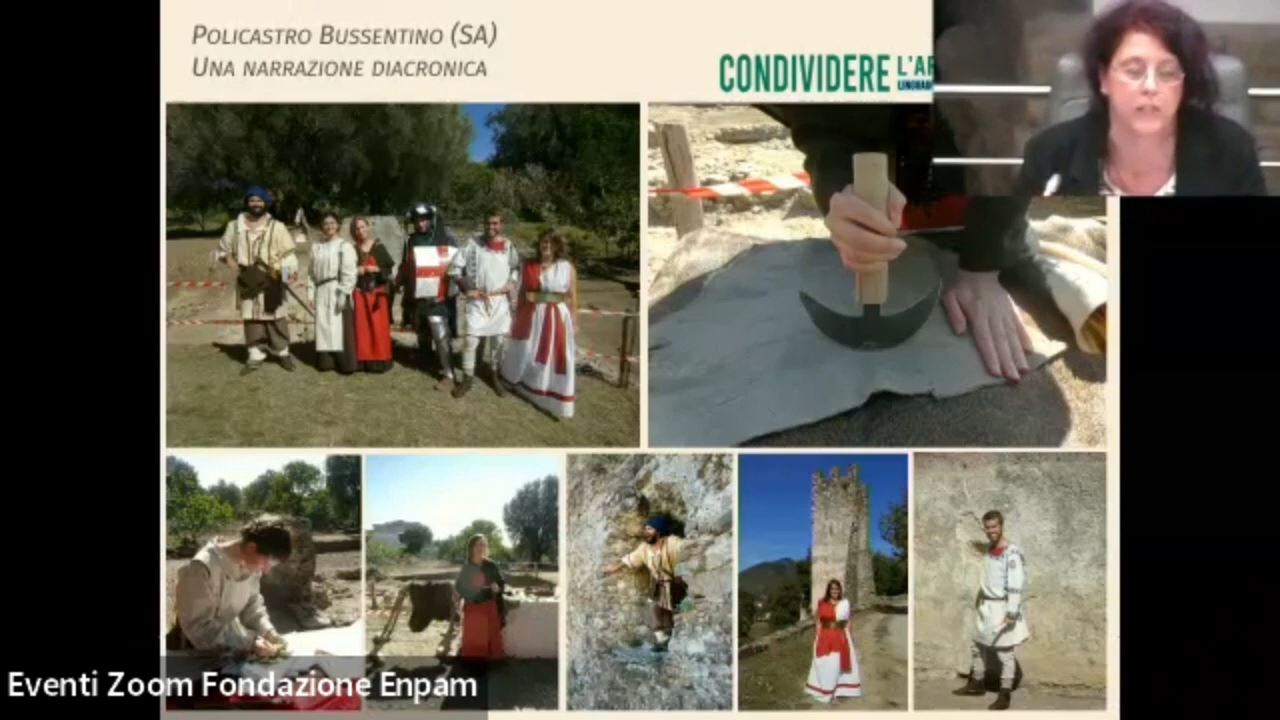 POLICASTRO BUSSENTINO (SA)
UNA NARRAZIONE DIACRONICA
CONDIVIDERE L'AR
Eventi Zoom Fondazione Enpam